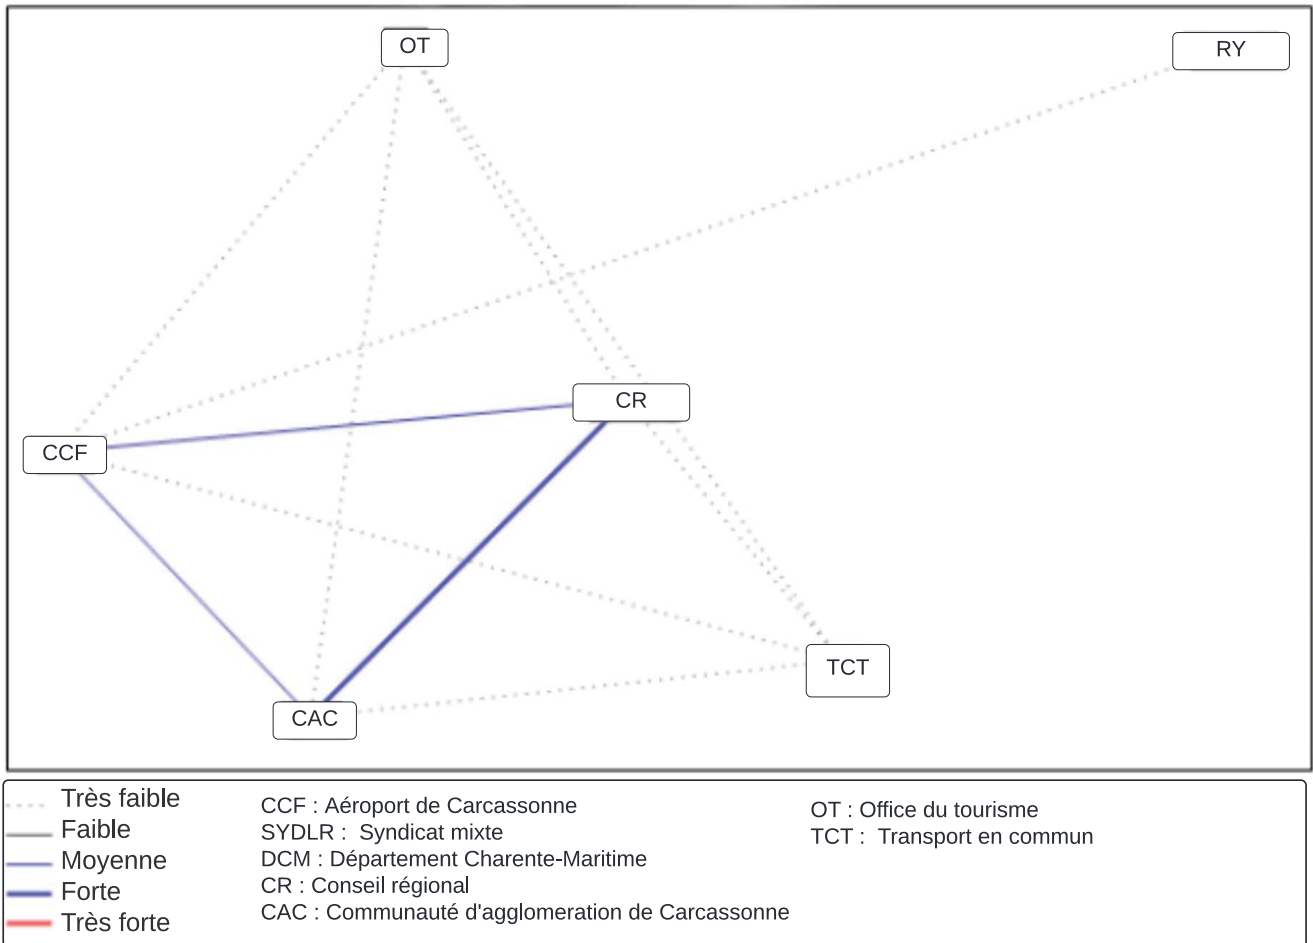 OT
RY
CR
CCF
TCT
CAC
Très faible
Faible
Moyenne
Forte
Très forte
CCF : Aéroport de Carcassonne
SYDLR :  Syndicat mixte
DCM : Département Charente-Maritime
CR : Conseil régional
CAC : Communauté d'agglomeration de Carcassonne
OT : Office du tourisme
TCT :  Transport en commun